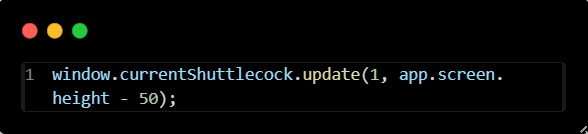 1 window.currentShuttlecock.update(1, app.screen.
height - 50);